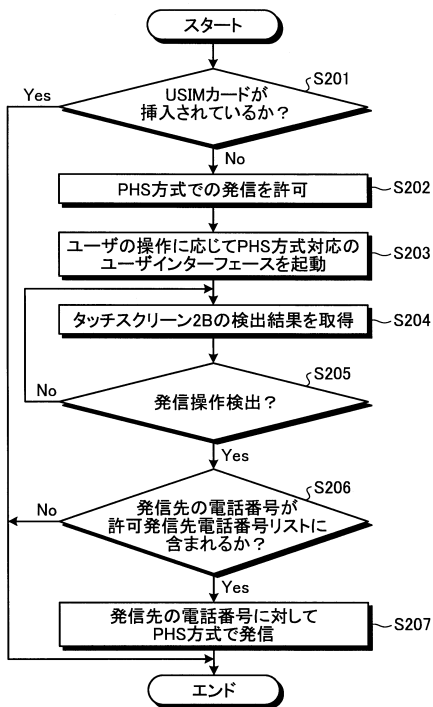 スタート
S201
USIMカードが
挿入されているか？
Yes
No
PHS方式での発信を許可
S202
ユーザの操作に応じてPHS方式対応の
ユーザインターフェースを起動
S203
タッチスクリーン2Bの検出結果を取得
S204
S205
発信操作検出？
No
Yes
S206
発信先の電話番号が
許可発信先電話番号リストに
含まれるか？
No
Yes
発信先の電話番号に対して
PHS方式で発信
S207
エンド